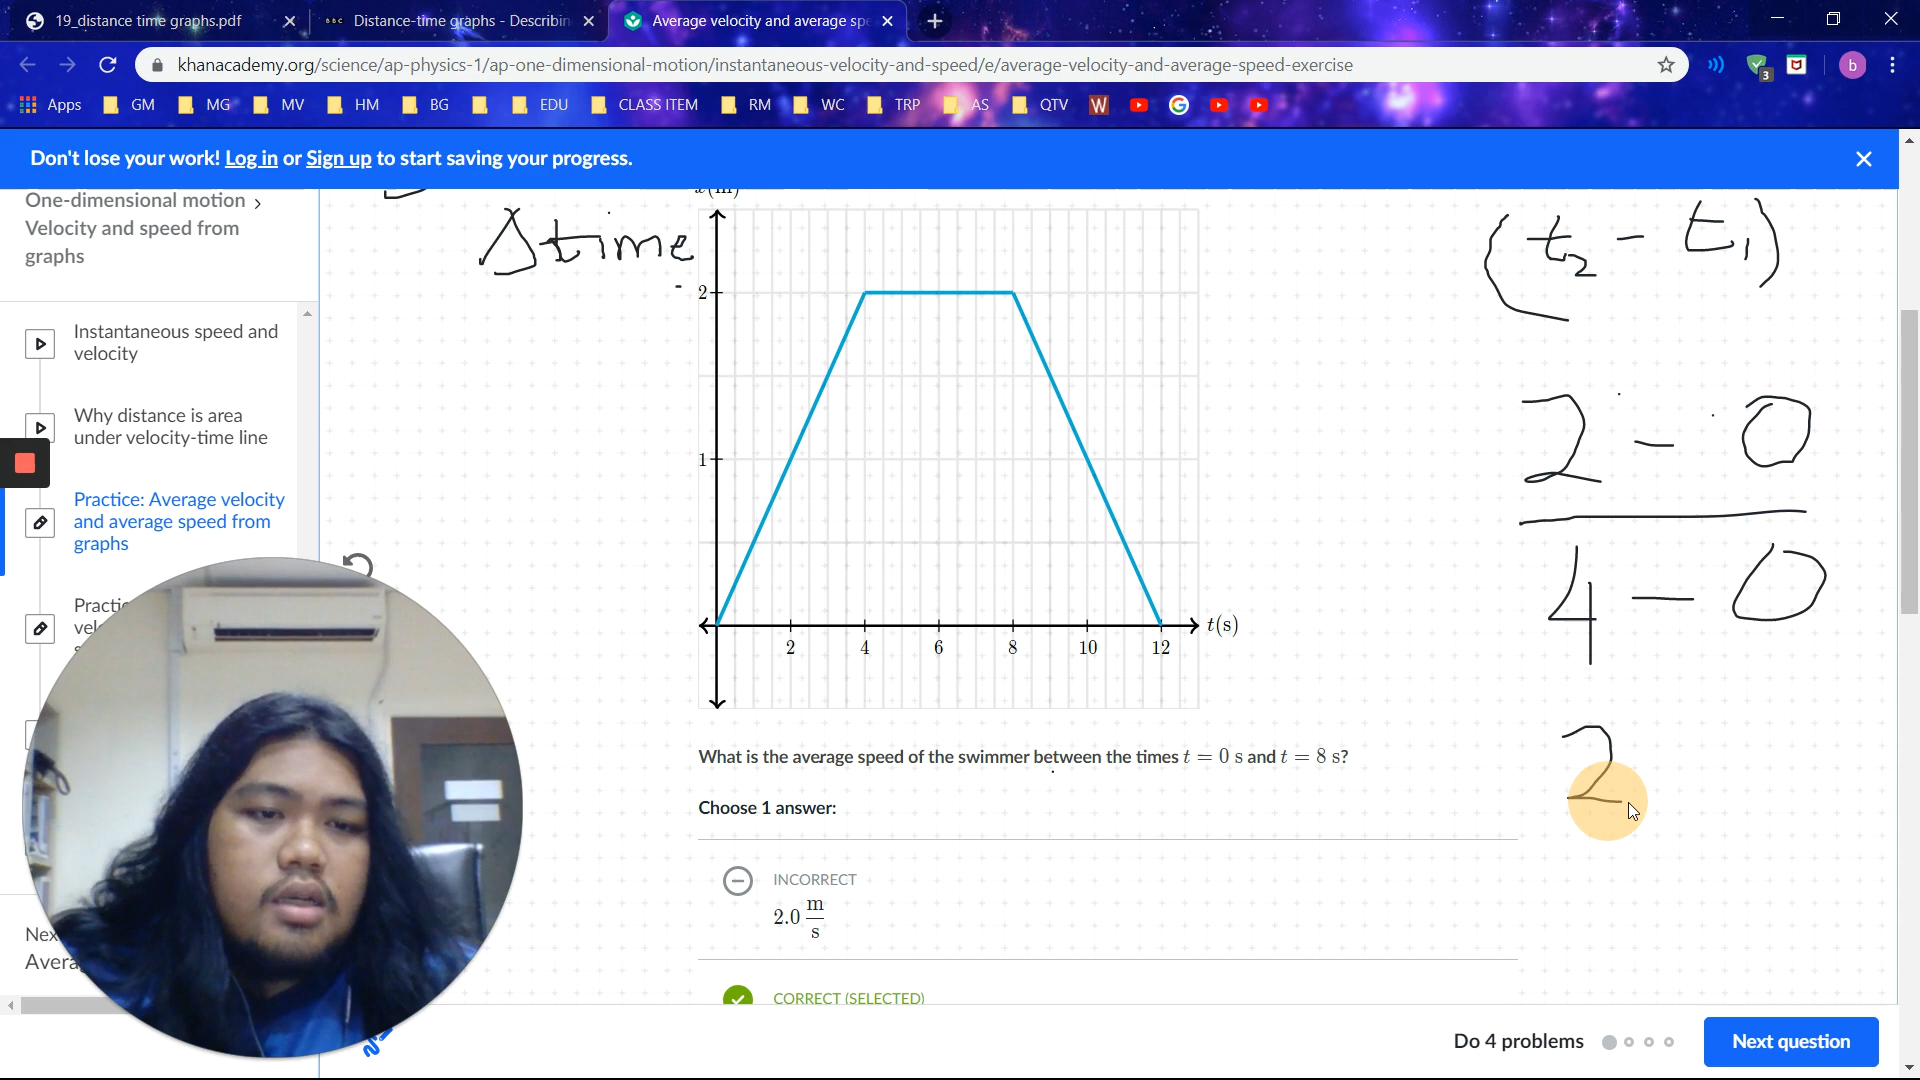 19_distance time graphs.pdf
BBC Distance-time graphs - Describin
Average velocity and average spe
khanacademy.org/science/ap-physics-1/ap-one-dimensional-motion/instantaneous-velocity-and-speed/e/average-velocity-and-average-speed-exercise
3
b
Apps GM MG MV HM BG EDU CLASS ITEM RM WC TRP AS QTV W G
Don't lose your work! Log in or Sign up to start saving your progress.
One-dimensional motion >
Velocity and speed from
graphs
Instantaneous speed and
velocity
Why distance is area
under velocity-time line
Practice: Average velocity
and average speed from
graphs
x(m)
Δtime
2
1
t(s)
2 4 6 8 10 12
(t₂ - t₁)
2 - 0
4 - 0
2
What is the average speed of the swimmer between the times t = 0 s and t = 8 s?
Choose 1 answer:
INCORRECT
2.0 m/s
CORRECT (SELECTED)
Do 4 problems
Next question